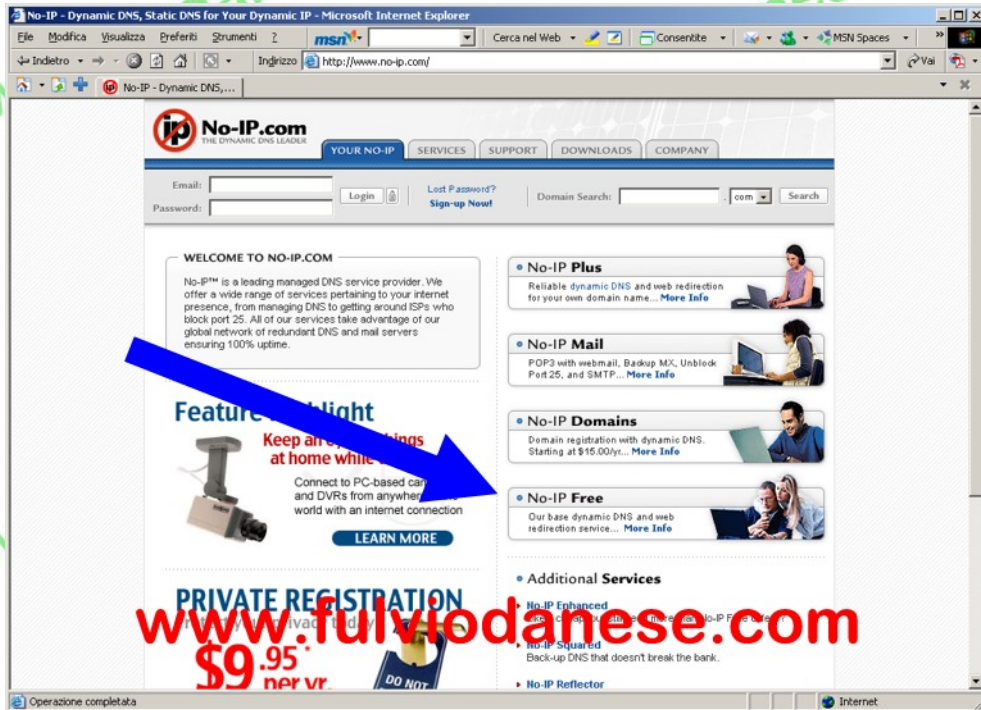 No-IP - Dynamic DNS, Static DNS for Your Dynamic IP - Microsoft Internet Explorer
File Modifica Visualizza Preferiti Strumenti ?
msn
Cerca nel Web
Consentite
MSN Spaces
Indietro
Indirizzo http://www.no-ip.com/
Vai
No-IP - Dynamic DNS,...
ip No-IP.com
THE DYNAMIC DNS LEADER
YOUR NO-IP SERVICES SUPPORT DOWNLOADS COMPANY
Email:
Password:
Login
Lost Password?
Sign-up Now!
Domain Search: . com Search
WELCOME TO NO-IP.COM
No-IP™ is a leading managed DNS service provider. We
offer a wide range of services pertaining to your internet
presence, from managing DNS to getting around ISPs who
block port 25. All of our services take advantage of our
global network of redundant DNS and mail servers
ensuring 100% uptime.
Keep an
at home while
Connect to PC-based
and DVRs from
world with an internet connection
LEARN MORE
PRIVATE REGISTRATION
privacy today
$9.95*
per yr.
DO NOT
No-IP Plus
Reliable dynamic DNS and web redirection
for your own domain name... More Info
No-IP Mail
POP3 with webmail, Backup MX, Unblock
Port 25, and SMTP... More Info
No-IP Domains
Domain registration with dynamic DNS.
Starting at $15.00/yr... More Info
No-IP Free
Our base dynamic DNS and web
redirection service... More Info
Additional Services
No-IP Enhanced
No-IP Squared
Back-up DNS that doesn't break the bank.
No-IP Reflector
www.fulviodanese.com
Operazione completata
Internet